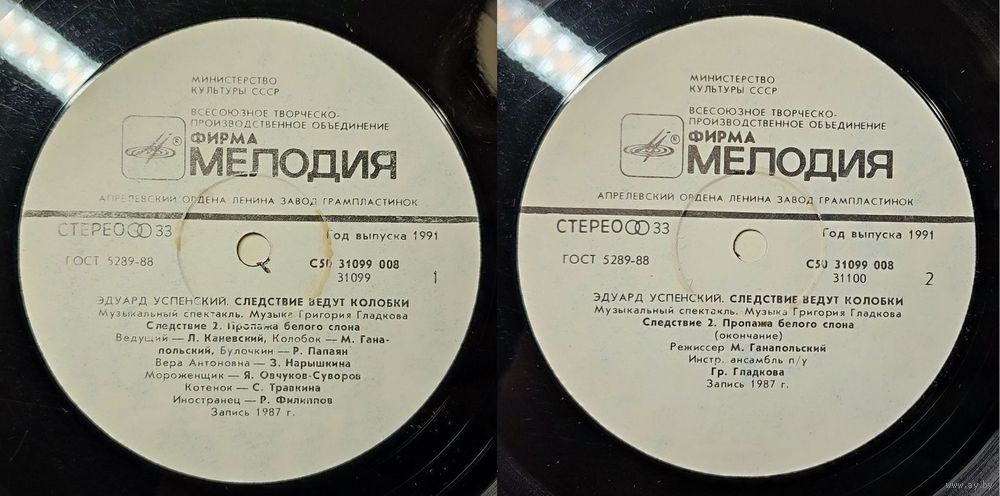 МИНИСТЕРСТВО
КУЛЬТУРЫ СССР
ВСЕСОЮЗНОЕ ТВОРЧЕСКО-
ПРОИЗВОДСТВЕННОЕ ОБЪЕДИНЕНИЕ
®
ФИРМА
МЕЛОДИЯ
АПРЕЛЕВСКИЙ ОРДЕНА ЛЕНИНА ЗАВОД ГРАМПЛАСТИНОК
СТЕРЕО 33
Год выпуска 1991
ГОСТ 5289-88
С50 31099 008
31099
1
ЭДУАРД УСПЕНСКИЙ. СЛЕДСТВИЕ ВЕДУТ КОЛОБКИ
Музыкальный спектакль. Музыка Григория Гладкова
Следствие 2. Пропажа белого слона
Ведущий — Л. Каневский, Колобок — М. Гана-
польский, Булочкин — Р. Папаян
Вера Антоновна — З. Нарышкина
Мороженщик — Я. Овчуков-Суворов
Котенок — С. Травкина
Иностранец — Р. Филиппов
Запись 1987 г.
МИНИСТЕРСТВО
КУЛЬТУРЫ СССР
ВСЕСОЮЗНОЕ ТВОРЧЕСКО-
ПРОИЗВОДСТВЕННОЕ ОБЪЕДИНЕНИЕ
®
ФИРМА
МЕЛОДИЯ
АПРЕЛЕВСКИЙ ОРДЕНА ЛЕНИНА ЗАВОД ГРАМПЛАСТИНОК
СТЕРЕО 33
Год выпуска 1991
ГОСТ 5289-88
С50 31099 008
31100
2
ЭДУАРД УСПЕНСКИЙ. СЛЕДСТВИЕ ВЕДУТ КОЛОБКИ
Музыкальный спектакль. Музыка Григория Гладкова
Следствие 2. Пропажа белого слона
(окончание)
Режиссер М. Ганапольский
Инстр. ансамбль п/у
Гр. Гладкова
Запись 1987 г.
www.ay.by